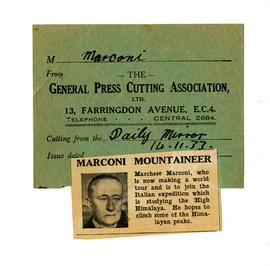 M Marconi
From
— THE —
GENERAL PRESS CUTTING ASSOCIATION,
LTD.
13, FARRINGDON AVENUE, E.C.4.
TELEPHONE - - - CENTRAL 2684.
Cutting from the Daily Mirror
Issue dated 14.11.33.
MARCONI MOUNTAINEER
Marchese Marconi, who
is now making a world
tour and is to join the
Italian expedition which
is studying the High
Himalaya. He hopes to
climb some of the Hima-
layan peaks.